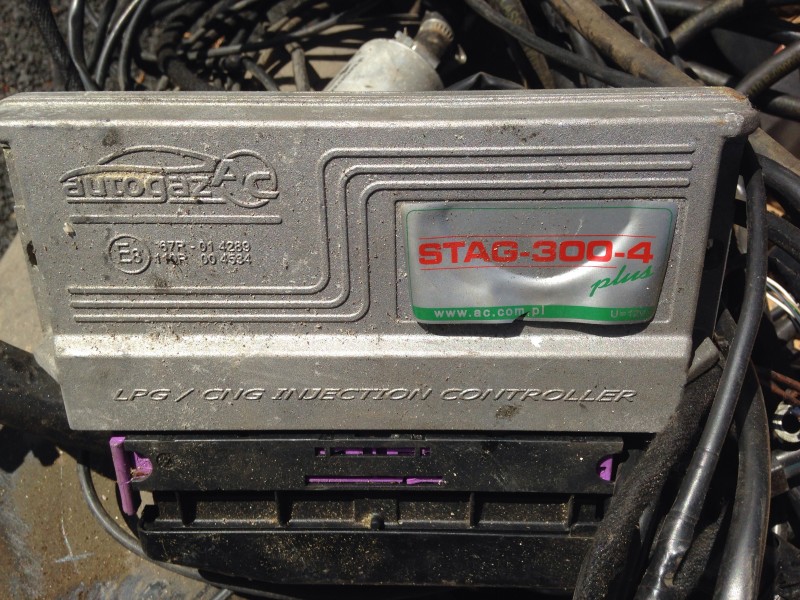 autogaz AC
E8
67R - 01 4289
110R 00 4534
STAG-300-4
plus
www.ac.com.pl
U=12V
LPG / CNG INJECTION CONTROLLER